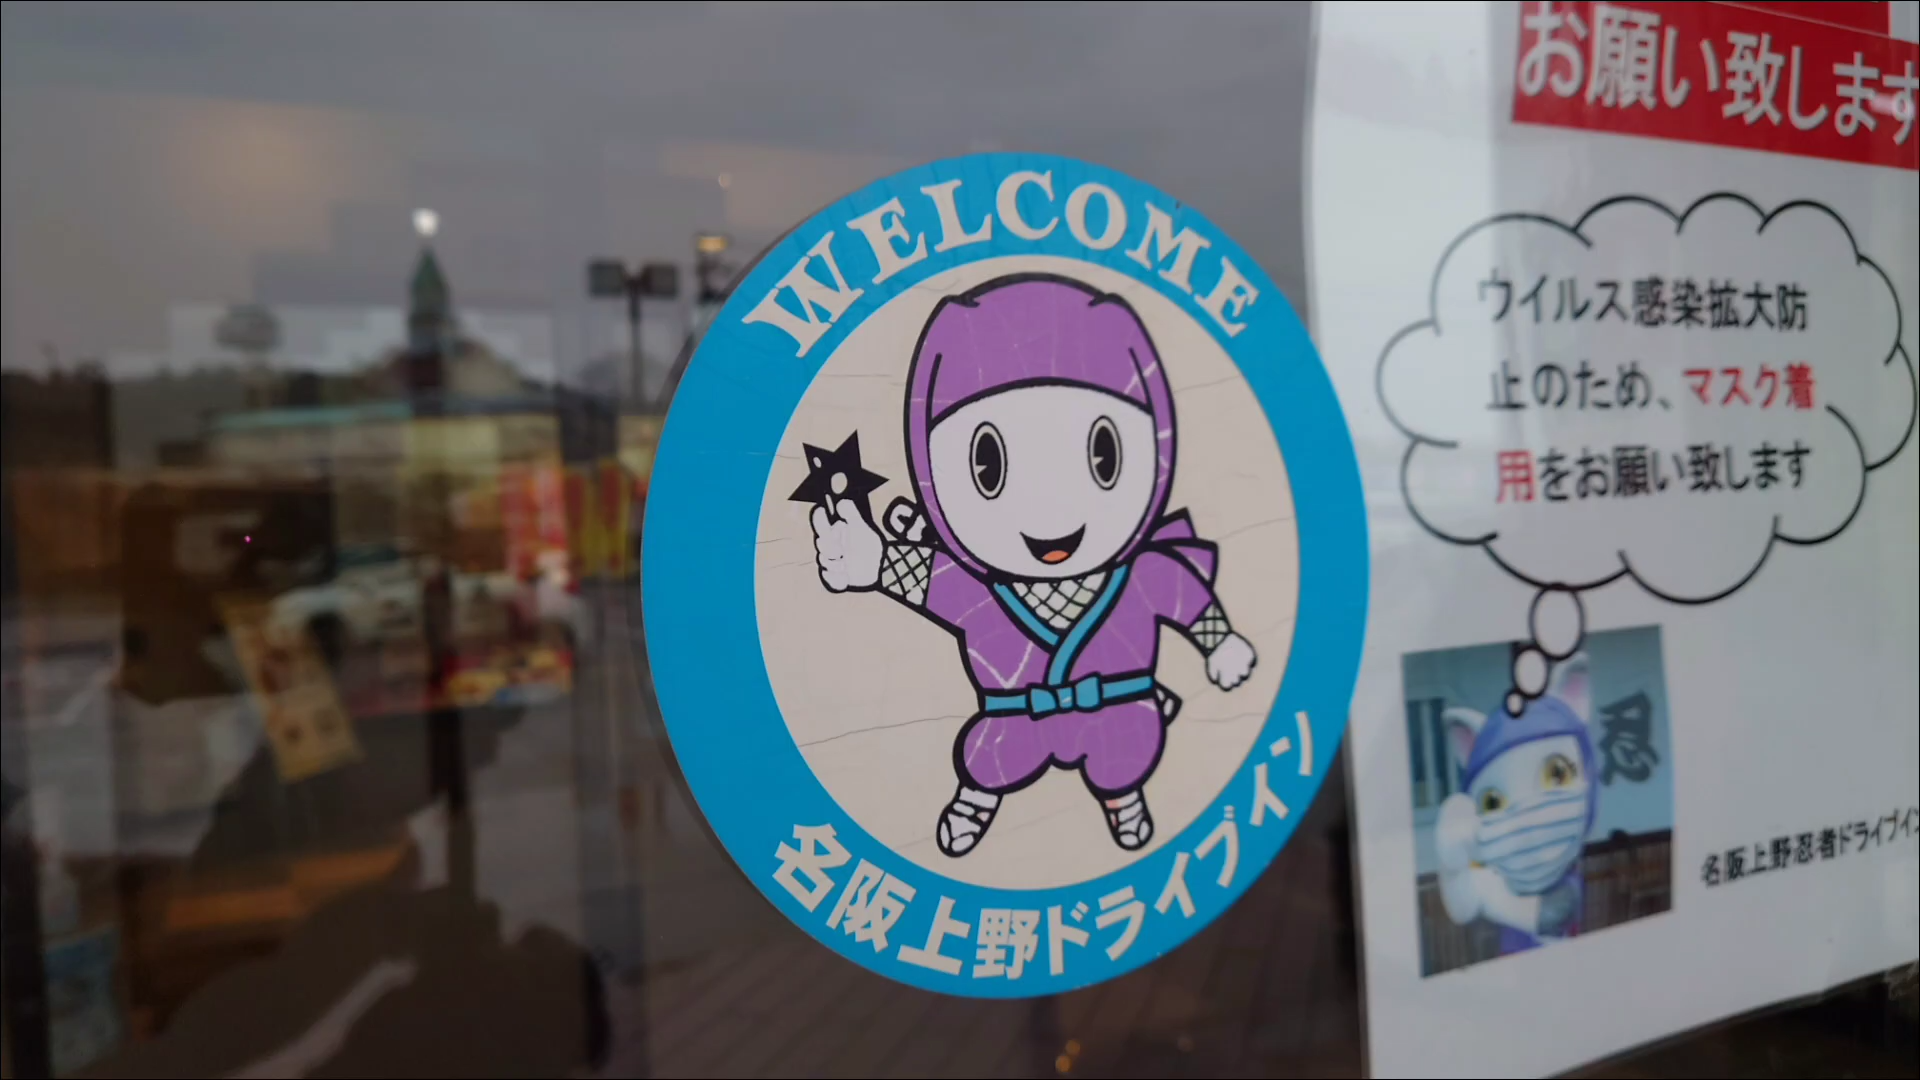 WELCOME
名阪上野ドライブイン
お願い致します
ウイルス感染拡大防
止のため、マスク着
用をお願い致します
忍
名阪上野忍者ドライブイン